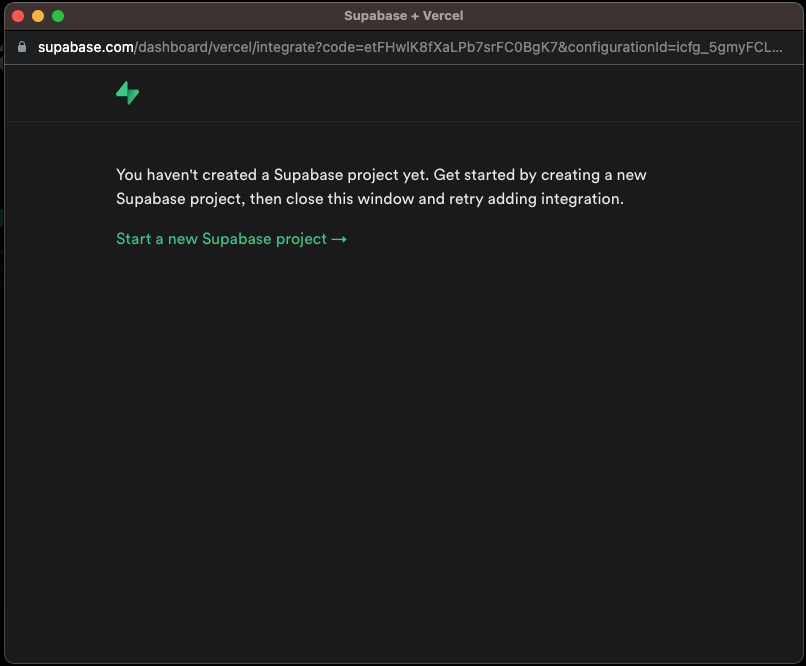 Supabase + Vercel
supabase.com/dashboard/vercel/integrate?code=etFHwlK8fXaLPb7srFC0BgK7&configurationId=icfg_5gmyFCL...
You haven't created a Supabase project yet. Get started by creating a new
Supabase project, then close this window and retry adding integration.
Start a new Supabase project →